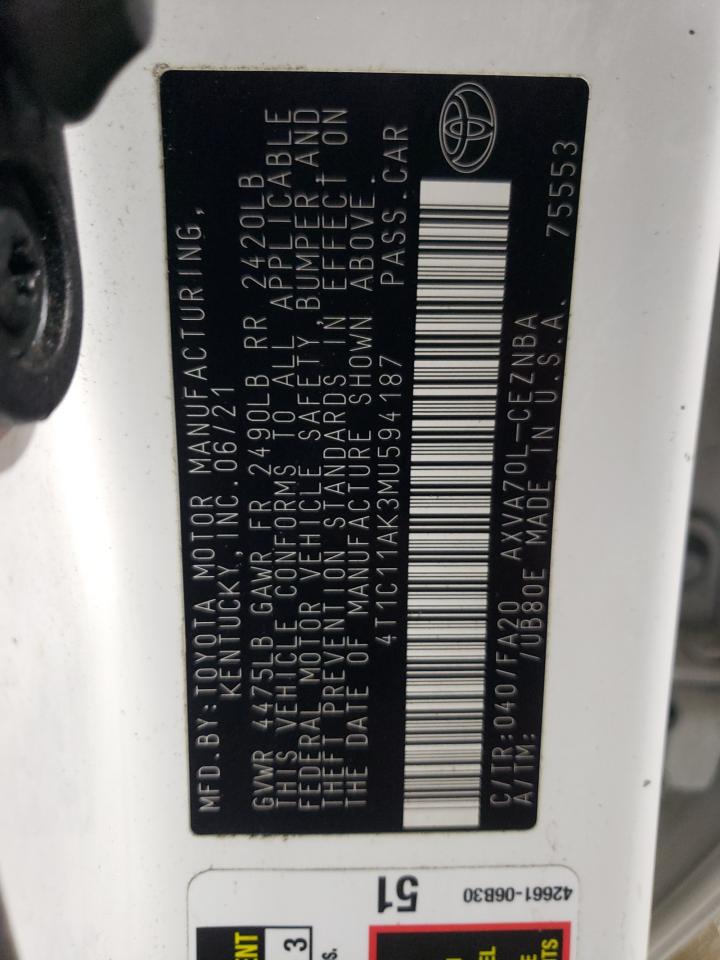 MFD.BY:TOYOTA MOTOR MANUFACTURING,
KENTUCKY, INC. 06/21
GVWR 4475LB GAWR FR 2490LB RR 2420LB
THIS VEHICLE CONFORMS TO ALL APPLICABLE
FEDERAL MOTOR VEHICLE SAFETY, BUMPER, AND
THEFT PREVENTION STANDARDS IN EFFECT ON
THE DATE OF MANUFACTURE SHOWN ABOVE.
4T1C11AK3MU594187 PASS.CAR
C/TR:040/FA20 AXVA70L-CEZNBA
A/TM: /UB80E MADE IN U.S.A.
75553
51
42661-06B30
3